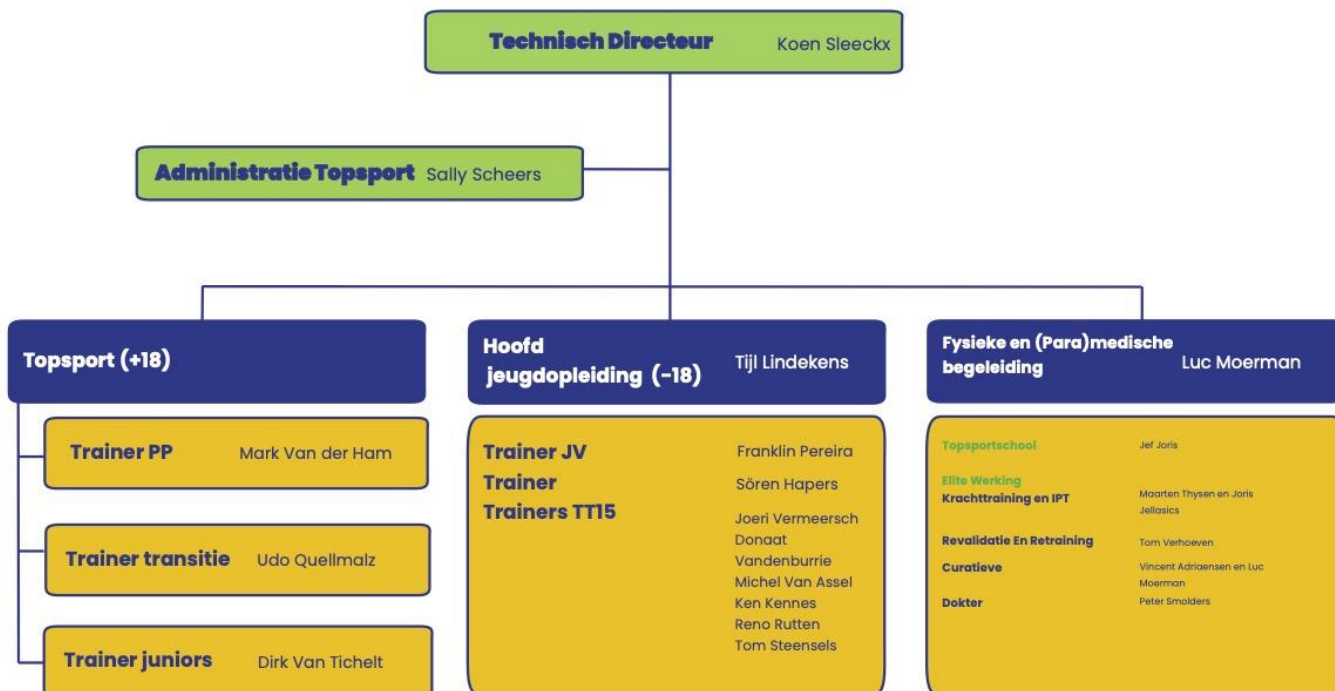 Technisch Directeur Koen Sleeckx
Administratie Topsport Sally Scheers
Topsport (+18)
Trainer PP Mark Van der Ham
Trainer transitie Udo Quellmalz
Trainer juniors Dirk Van Tichelt
Hoofd
jeugdopleiding (-18) Tijl Lindekens
Trainer JV Franklin Pereira
Trainer Sören Hapers
Trainers TT15 Joeri Vermeersch
Donaat
Vandenburrie
Michel Van Assel
Ken Kennes
Reno Rutten
Tom Steensels
Fysieke en (Para)medische
begeleiding Luc Moerman
Topsportschool Jef Joris
Elite Werking
Krachttraining en IPT Maarten Thysen en Joris
Jellasics
Revalidatie En Retraining Tom Verhoeven
Curatieve Vincent Adriaensen en Luc
Moerman
Dokter Peter Smolders